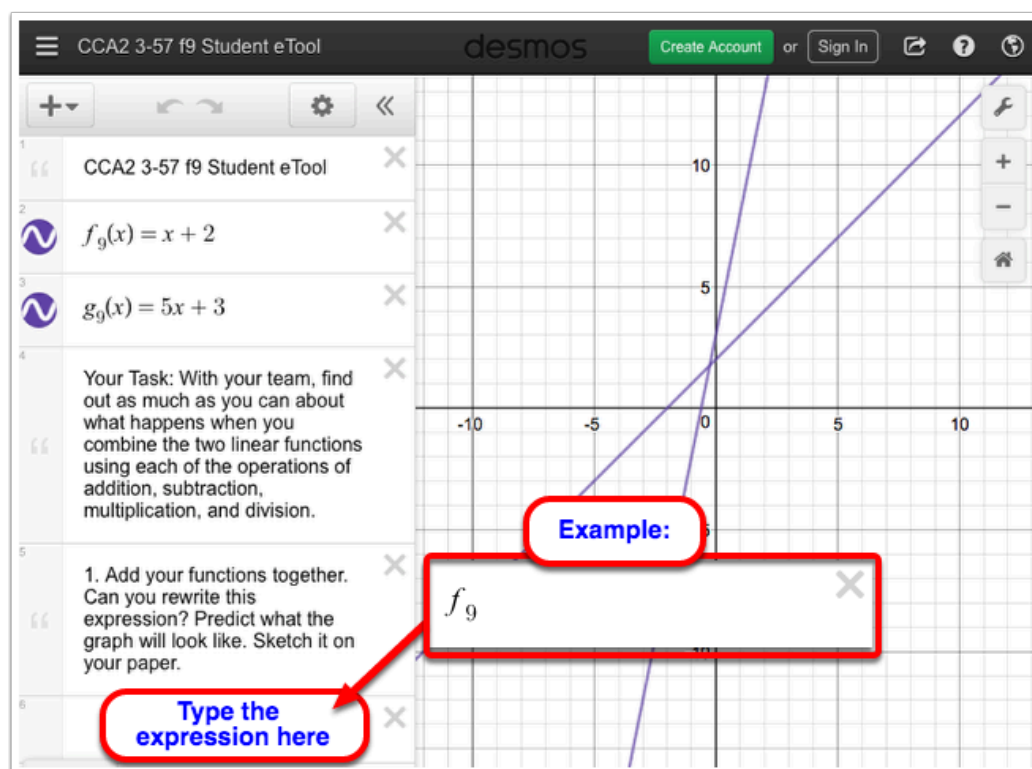 CCA2 3-57 f9 Student eTool
desmos
Create Account or Sign In
1
CCA2 3-57 f9 Student eTool
2
f₉(x) = x + 2
3
g₉(x) = 5x + 3
4
Your Task: With your team, find
out as much as you can about
what happens when you
combine the two linear functions
using each of the operations of
addition, subtraction,
multiplication, and division.
5
1. Add your functions together.
Can you rewrite this
expression? Predict what the
graph will look like. Sketch it on
your paper.
6
Type the
expression here
10
5
-10 -5 0 5 10
Example:
f₉